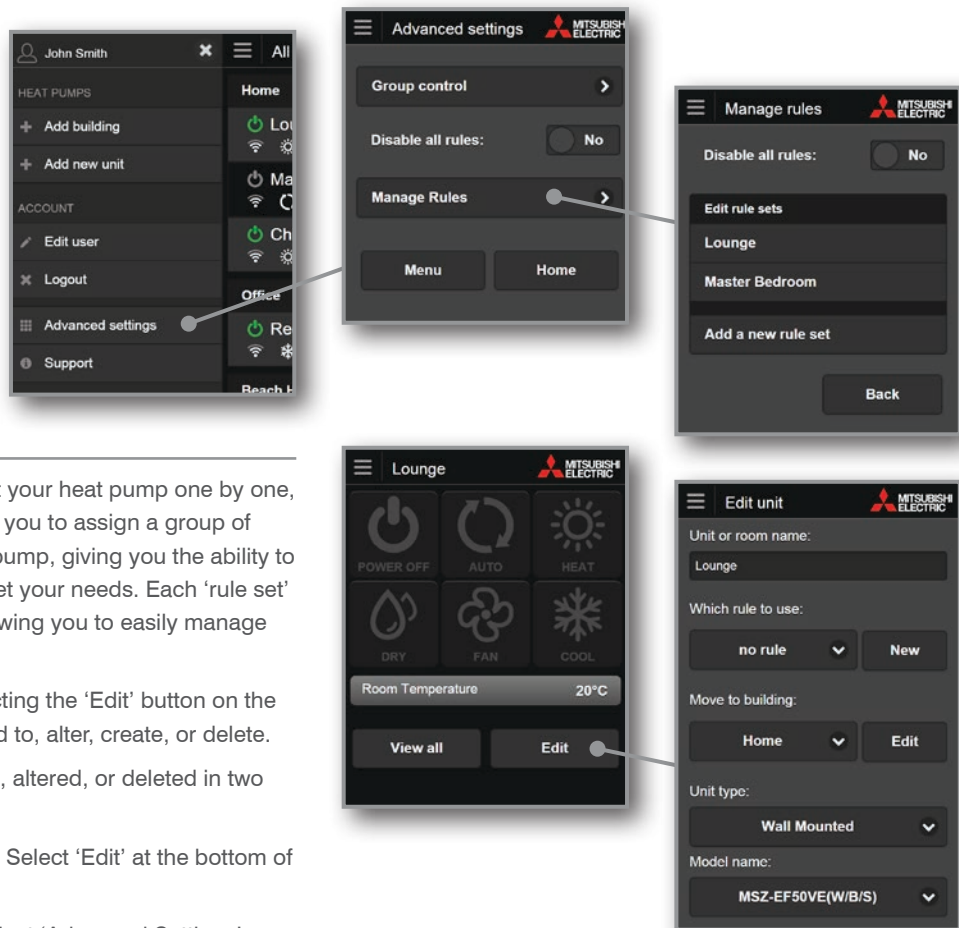 John Smith
All
HEAT PUMPS
Home
Add building
Add new unit
ACCOUNT
Edit user
Logout
Office
Advanced settings
Re
Support
Advanced settings
MITSUBISH
ELECTRIC
Group control
Disable all rules:
No
Manage Rules
Menu
Home
Manage rules
MITSUBISHI
ELECTRIC
Disable all rules:
No
Edit rule sets
Lounge
Master Bedroom
Add a new rule set
Back
your heat pump one by one,
you to assign a group of
pump, giving you the ability to
et your needs. Each ‘rule set’
wing you to easily manage
cting the ‘Edit’ button on the
d to, alter, create, or delete.
, altered, or deleted in two
Select ‘Edit’ at the bottom of
Lounge
MITSUBISHI
ELECTRIC
POWER OFF
AUTO
HEAT
DRY
FAN
COOL
Room Temperature
20°C
View all
Edit
Edit unit
MITSUBISHI
ELECTRIC
Unit or room name:
Lounge
Which rule to use:
no rule
New
Move to building:
Home
Edit
Unit type:
Wall Mounted
Model name:
MSZ-EF50VE(W/B/S)